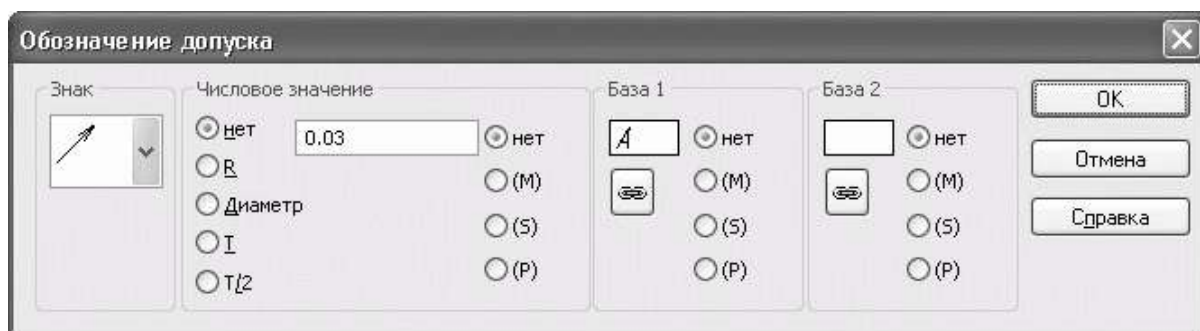 Обозначение допуска
Знак
Числовое значение
нет
R
Диаметр
T
T/2
0.03
нет
(M)
(S)
(P)
База 1
A
нет
(M)
(S)
(P)
База 2
нет
(M)
(S)
(P)
OK
Отмена
Справка